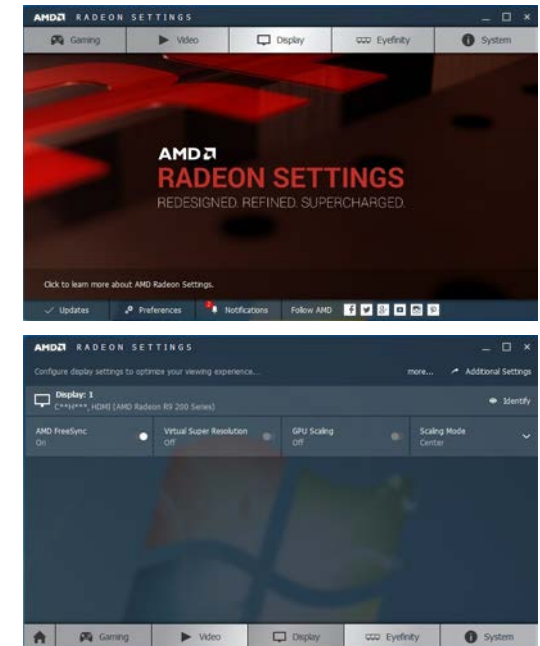 AMD RADEON SETTINGS
Gaming Video Display Eyefinity System
AMD
RADEON SETTINGS
REDESIGNED. REFINED. SUPERCHARGED.
Click to learn more about AMD Radeon Settings.
Updates Preferences 2 Notifications Follow AMD
AMD RADEON SETTINGS
Configure display settings to optimize your viewing experience... more... Additional Settings
Display: 1
C**H***, HDMI (AMD Radeon R9 200 Series) Identify
AMD FreeSync Virtual Super Resolution GPU Scaling Scaling Mode
On Off Off Center
Gaming Video Display Eyefinity System